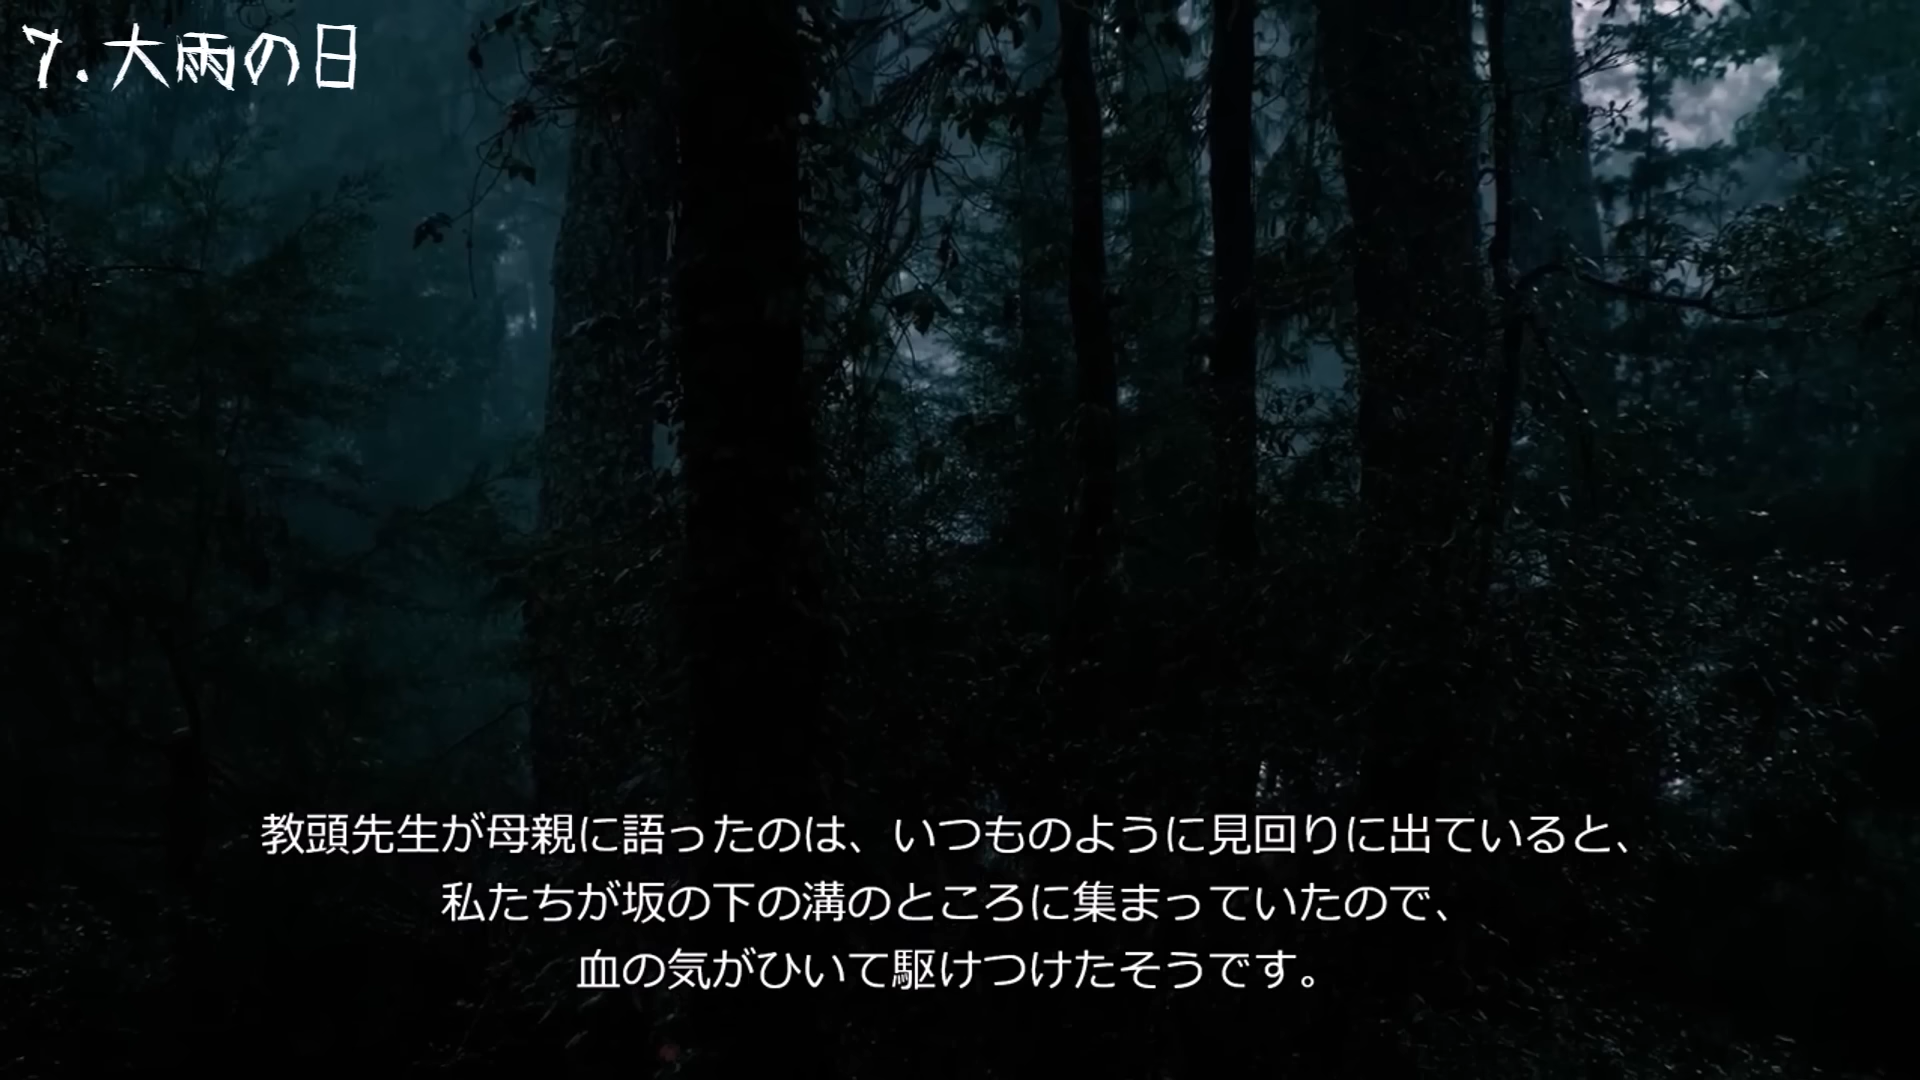 7.大雨の日
教頭先生が母親に語ったのは、いつものように見回りに出ていると、
私たちが坂の下の溝のところに集まっていたので、
血の気がひいて駆けつけたそうです。